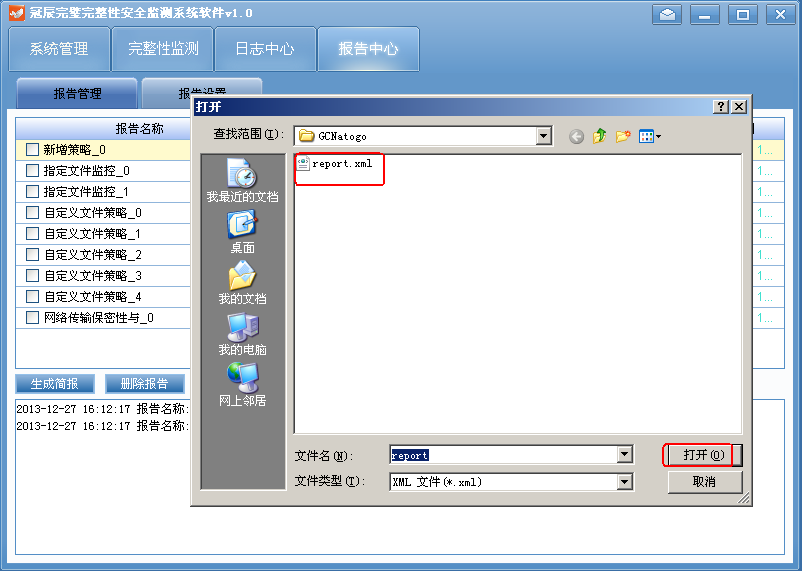 冠辰完璧完整性安全监测系统软件v1.0
系统管理 完整性监测 日志中心 报告中心
报告管理 报告设置
报告名称
新增策略_0 1...
指定文件监控_0 1...
指定文件监控_1 1...
自定义文件策略_0 1...
自定义文件策略_1 1...
自定义文件策略_2 1...
自定义文件策略_3 1...
自定义文件策略_4 1...
网络传输保密性与_0 1...
生成简报 删除报告
2013-12-27 16:12:17 报告名称:
2013-12-27 16:12:17 报告名称:
打开
查找范围(I): GCNatogo
report.xml
我最近的文档
桌面
我的文档
我的电脑
网上邻居
文件名(N): report 打开(O)
文件类型(T): XML 文件(*.xml) 取消